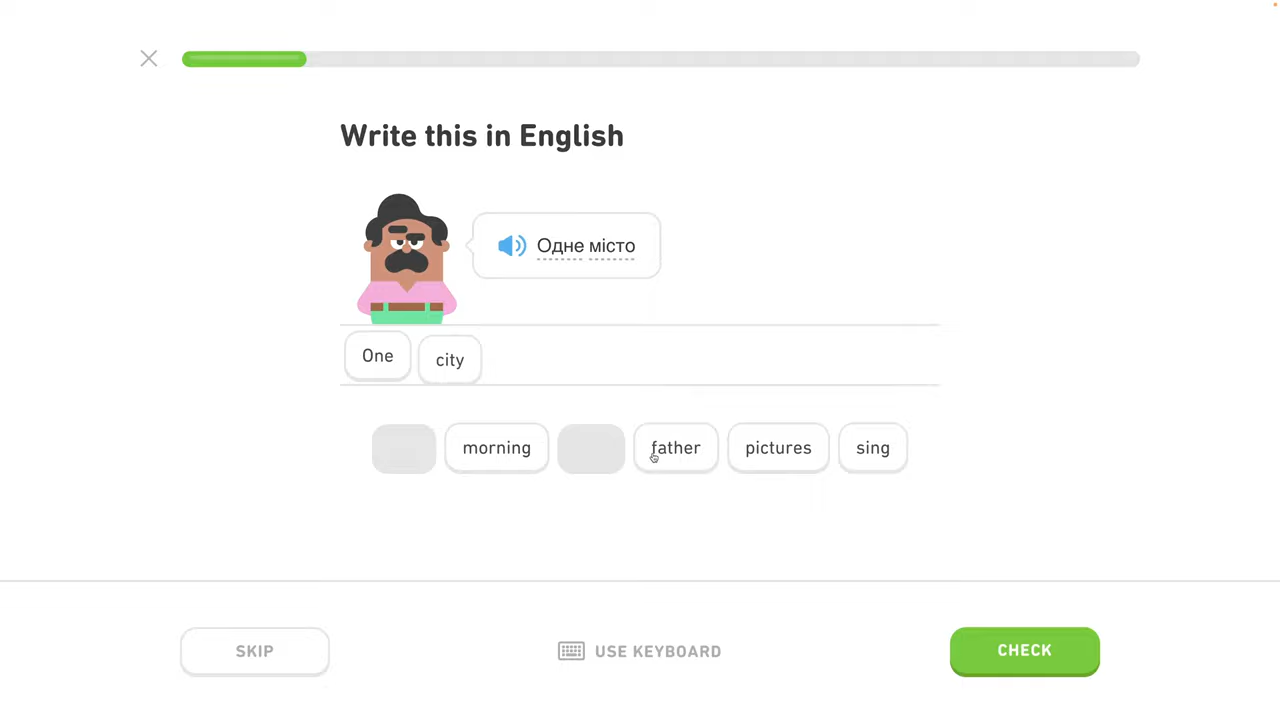 Write this in English
Одне місто
One city
morning father pictures sing
SKIP USE KEYBOARD CHECK